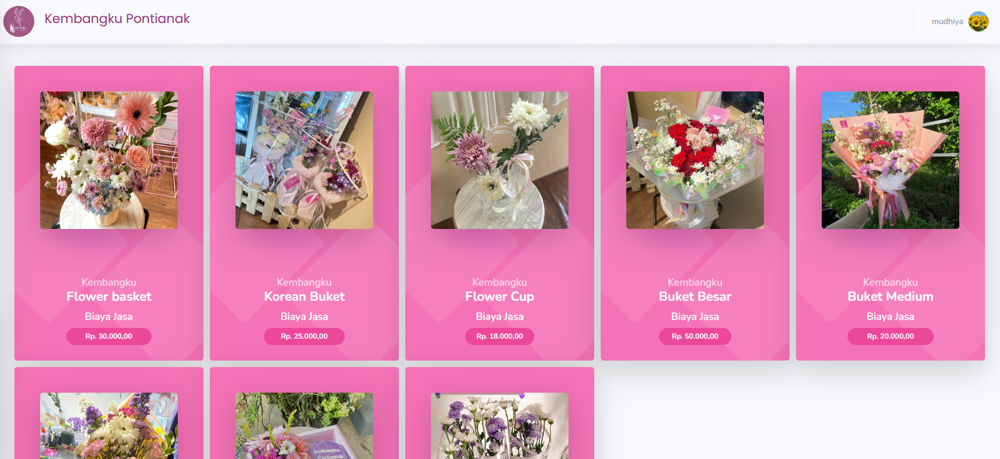 Kembangku Pontianak
mudhiya
Kembangku
Flower basket
Biaya Jasa
Rp. 30.000,00
Kembangku
Korean Buket
Biaya Jasa
Rp. 25.000,00
Kembangku
Flower Cup
Biaya Jasa
Rp. 18.000,00
Kembangku
Buket Besar
Biaya Jasa
Rp. 50.000,00
Kembangku
Buket Medium
Biaya Jasa
Rp. 20.000,00
Kembangku
Pontianak
Kembangku